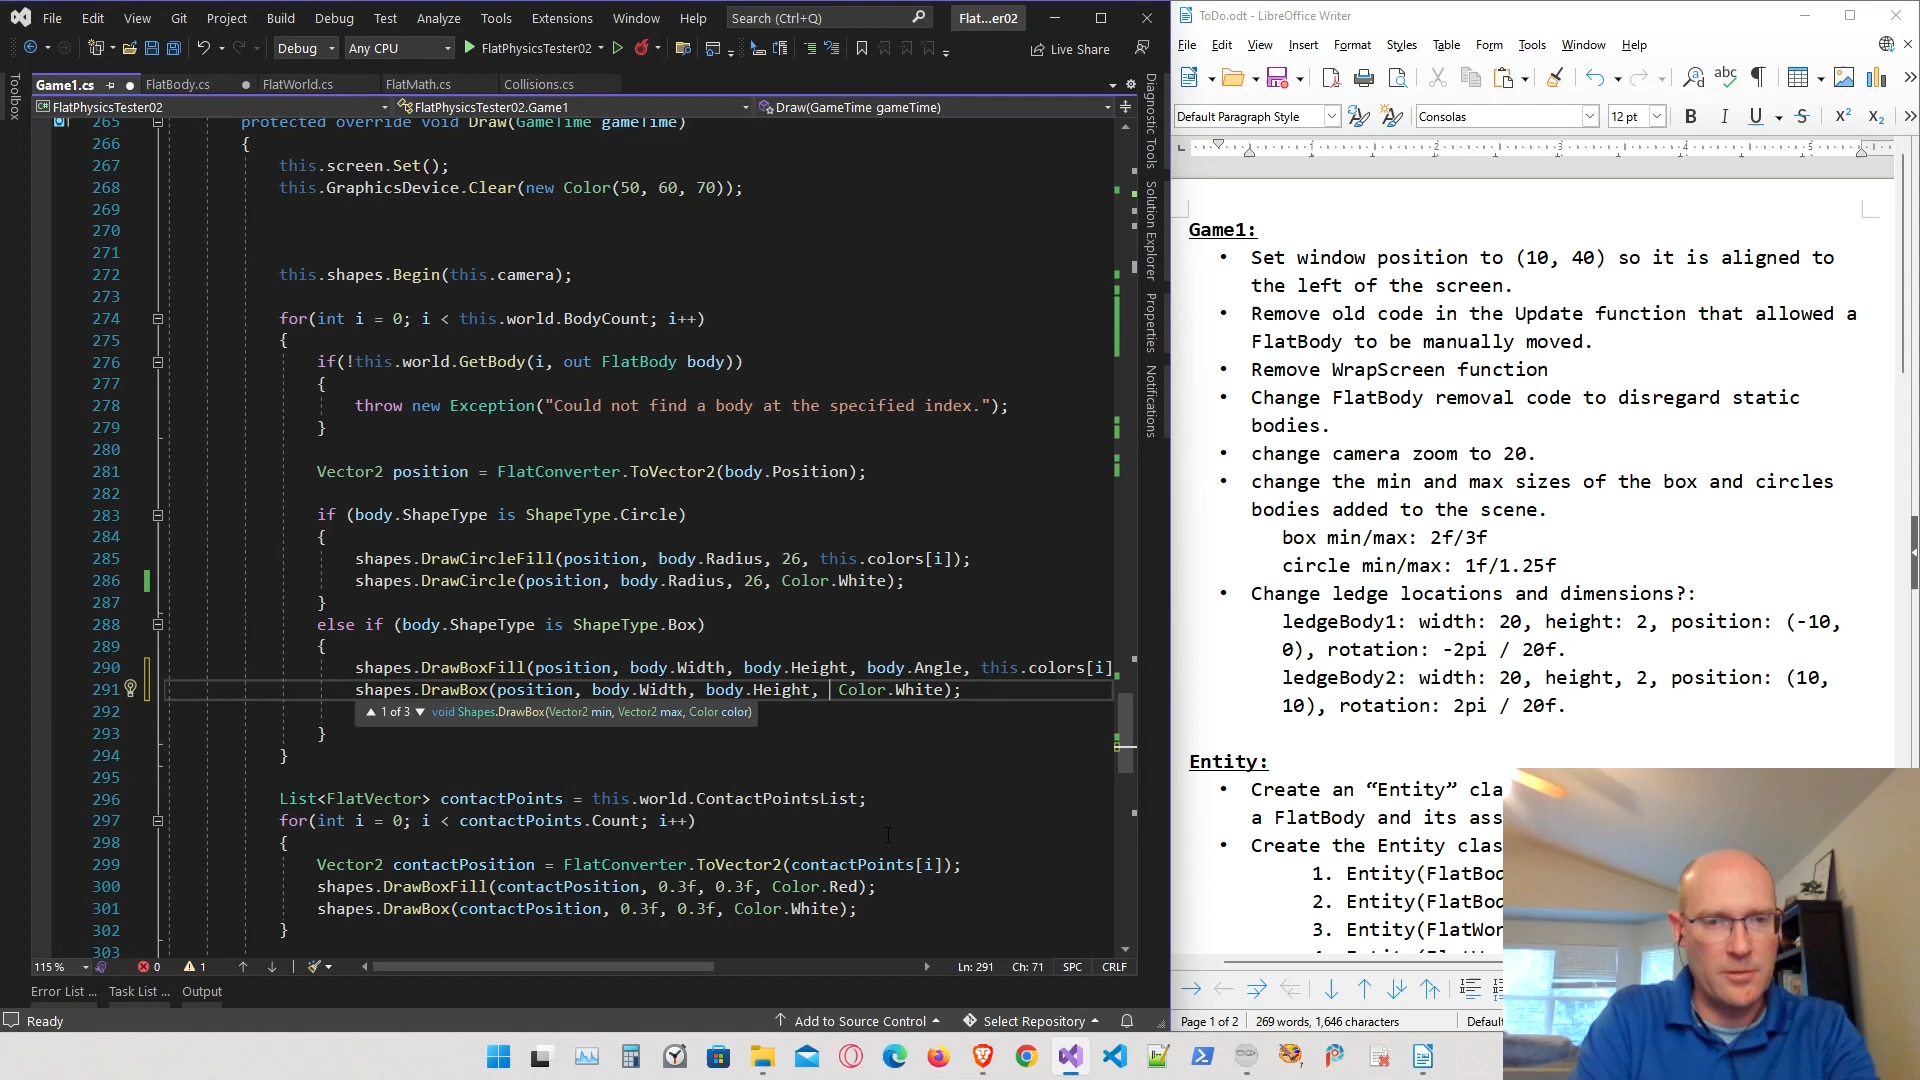 File Edit View Git Project Build Debug Test Analyze Tools Extensions Window Help Search (Ctrl+Q) Flat...er02
Debug Any CPU FlatPhysicsTester02 Live Share
Game1.cs FlatBody.cs FlatWorld.cs FlatMath.cs Collisions.cs
FlatPhysicsTester02 FlatPhysicsTester02.Game1 Draw(GameTime gameTime)
Toolbox
265 protected override void Draw(GameTime gameTime)
266 {
267 this.screen.Set();
268 this.GraphicsDevice.Clear(new Color(50, 60, 70));
269
270
271
272 this.shapes.Begin(this.camera);
273
274 for(int i = 0; i < this.world.BodyCount; i++)
275 {
276 if(!this.world.GetBody(i, out FlatBody body))
277 {
278 throw new Exception("Could not find a body at the specified index.");
279 }
280
281 Vector2 position = FlatConverter.ToVector2(body.Position);
282
283 if (body.ShapeType is ShapeType.Circle)
284 {
285 shapes.DrawCircleFill(position, body.Radius, 26, this.colors[i]);
286 shapes.DrawCircle(position, body.Radius, 26, Color.White);
287 }
288 else if (body.ShapeType is ShapeType.Box)
289 {
290 shapes.DrawBoxFill(position, body.Width, body.Height, body.Angle, this.colors[i]
291 shapes.DrawBox(position, body.Width, body.Height, Color.White);
292 ▲ 1 of 3 ▼ void Shapes.DrawBox(Vector2 min, Vector2 max, Color color)
293 }
294 }
295
296 List<FlatVector> contactPoints = this.world.ContactPointsList;
297 for(int i = 0; i < contactPoints.Count; i++)
298 {
299 Vector2 contactPosition = FlatConverter.ToVector2(contactPoints[i]);
300 shapes.DrawBoxFill(contactPosition, 0.3f, 0.3f, Color.Red);
301 shapes.DrawBox(contactPosition, 0.3f, 0.3f, Color.White);
302 }
303
115 % 0 1 Ln: 291 Ch: 71 SPC CRLF
Error List ... Task List ... Output
Ready Add to Source Control Select Repository
Diagnostic Tools
Solution Explorer
Properties
Notifications
ToDo.odt - LibreOffice Writer
File Edit View Insert Format Styles Table Form Tools Window Help
Default Paragraph Style Consolas 12 pt B I U S X² X₂
1 2 3 4 5
Game1:
• Set window position to (10, 40) so it is aligned to
the left of the screen.
• Remove old code in the Update function that allowed a
FlatBody to be manually moved.
• Remove WrapScreen function
• Change FlatBody removal code to disregard static
bodies.
• change camera zoom to 20.
• change the min and max sizes of the box and circles
bodies added to the scene.
box min/max: 2f/3f
circle min/max: 1f/1.25f
• Change ledge locations and dimensions?:
ledgeBody1: width: 20, height: 2, position: (-10,
0), rotation: -2pi / 20f.
ledgeBody2: width: 20, height, 2, position: (10,
10), rotation: 2pi / 20f.
Entity:
• Create an “Entity” cla
a FlatBody and its ass
• Create the Entity clas
1. Entity(FlatBod
2. Entity(FlatBod
3. Entity(FlatWor
Page 1 of 2 269 words, 1,646 characters Default